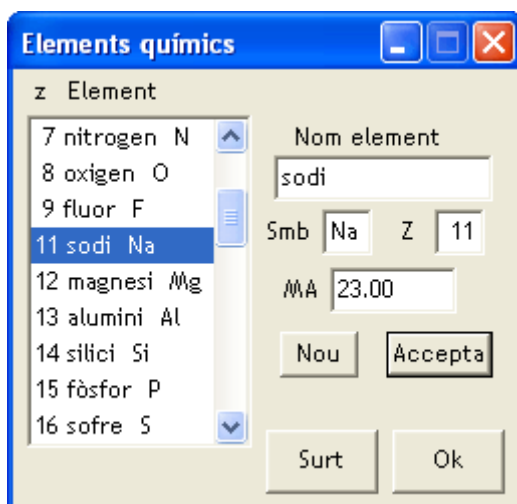 Elements químics
z Element
7 nitrogen N
8 oxigen O
9 fluor F
11 sodi Na
12 magnesi Mg
13 alumini Al
14 silici Si
15 fòsfor P
16 sofre S
Nom element
sodi
Smb Na Z 11
MA 23.00
Nou Accepta
Surt Ok